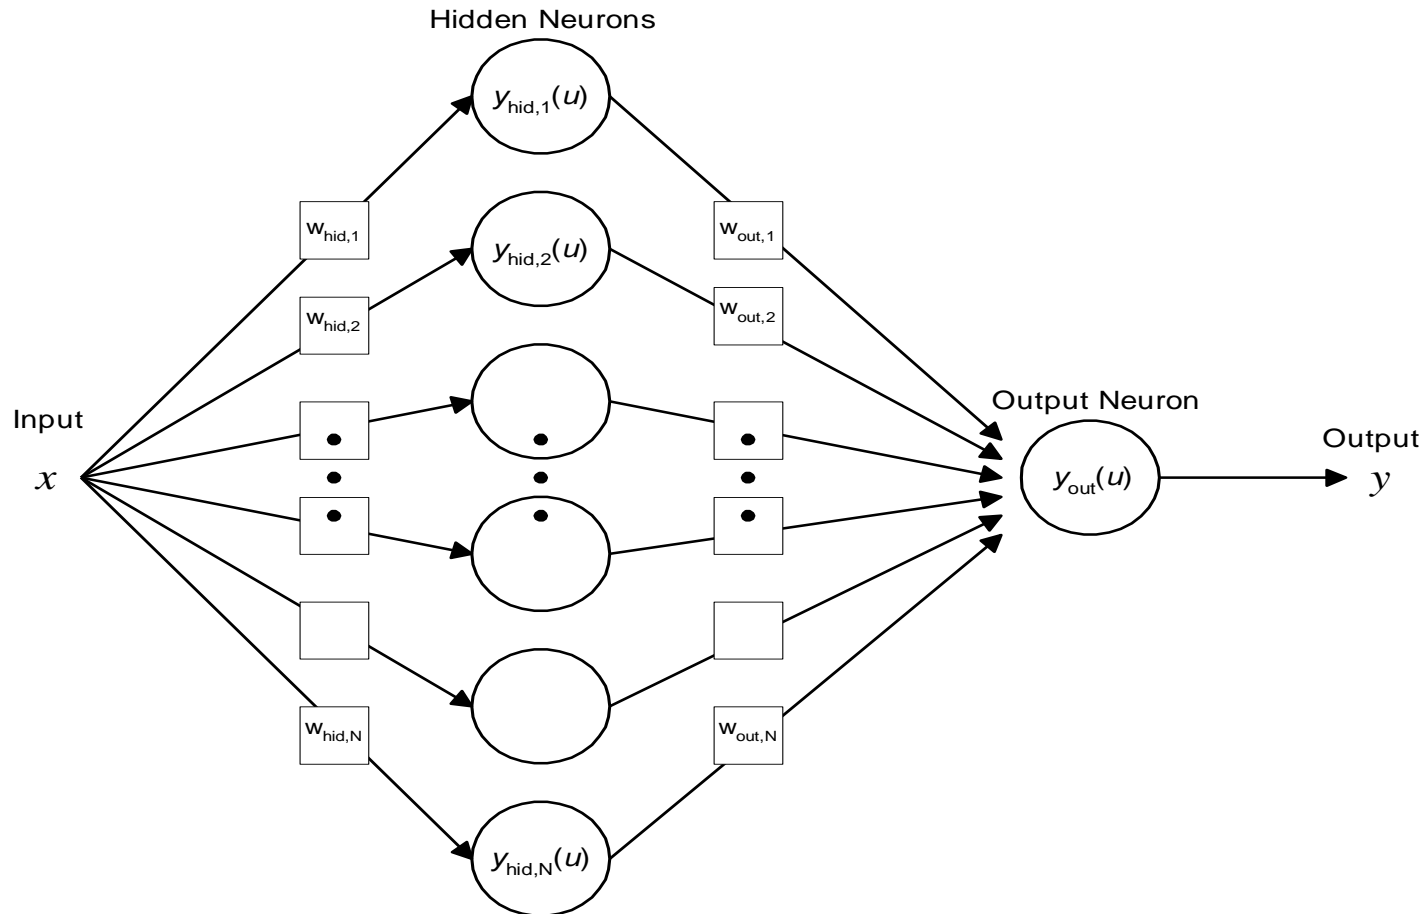 Hidden Neurons
y_hid,1(u)
w_hid,1
w_out,1
y_hid,2(u)
w_hid,2
w_out,2
Input
x
Output Neuron
y_out(u)
Output
y
w_hid,N
w_out,N
y_hid,N(u)